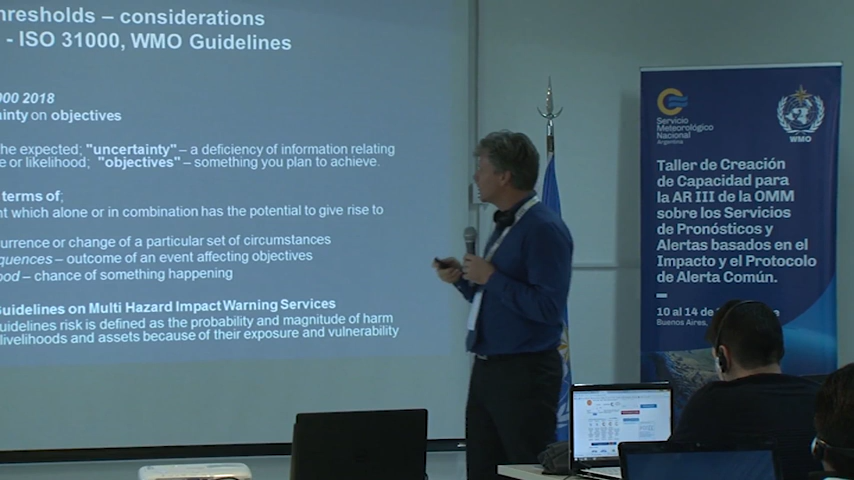 hresholds – considerations
- ISO 31000, WMO Guidelines
000 2018
ainty on objectives
he expected; "uncertainty" – a deficiency of information relating
e or likelihood; "objectives" – something you plan to achieve.
terms of;
nt which alone or in combination has the potential to give rise to
currence or change of a particular set of circumstances
quences – outcome of an event affecting objectives
ood – chance of something happening
Guidelines on Multi Hazard Impact Warning Services
uidelines risk is defined as the probability and magnitude of harm
livelihoods and assets because of their exposure and vulnerability
Servicio
Meteorológico
Nacional
Argentina
WMO
Taller de Creación
de Capacidad para
la AR III de la OMM
sobre los Servicios
de Pronósticos y
Alertas basados en el
Impacto y el Protocolo
de Alerta Común.
10 al 14 de
Buenos Aires,